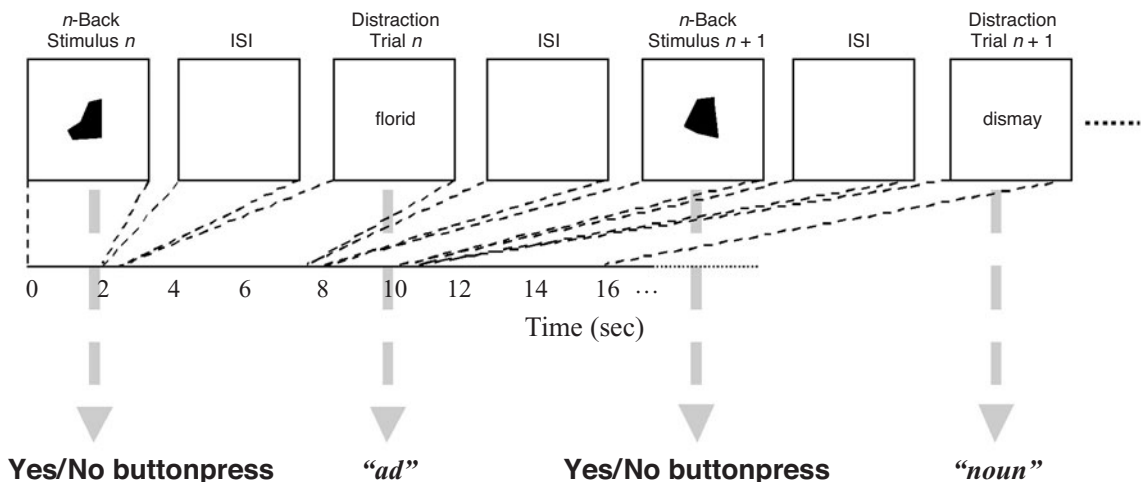 n-Back
Stimulus n
ISI
Distraction
Trial n
ISI
n-Back
Stimulus n + 1
ISI
Distraction
Trial n + 1
florid
dismay
0 2 4 6 8 10 12 14 16 ...
Time (sec)
Yes/No buttonpress "ad" Yes/No buttonpress "noun"